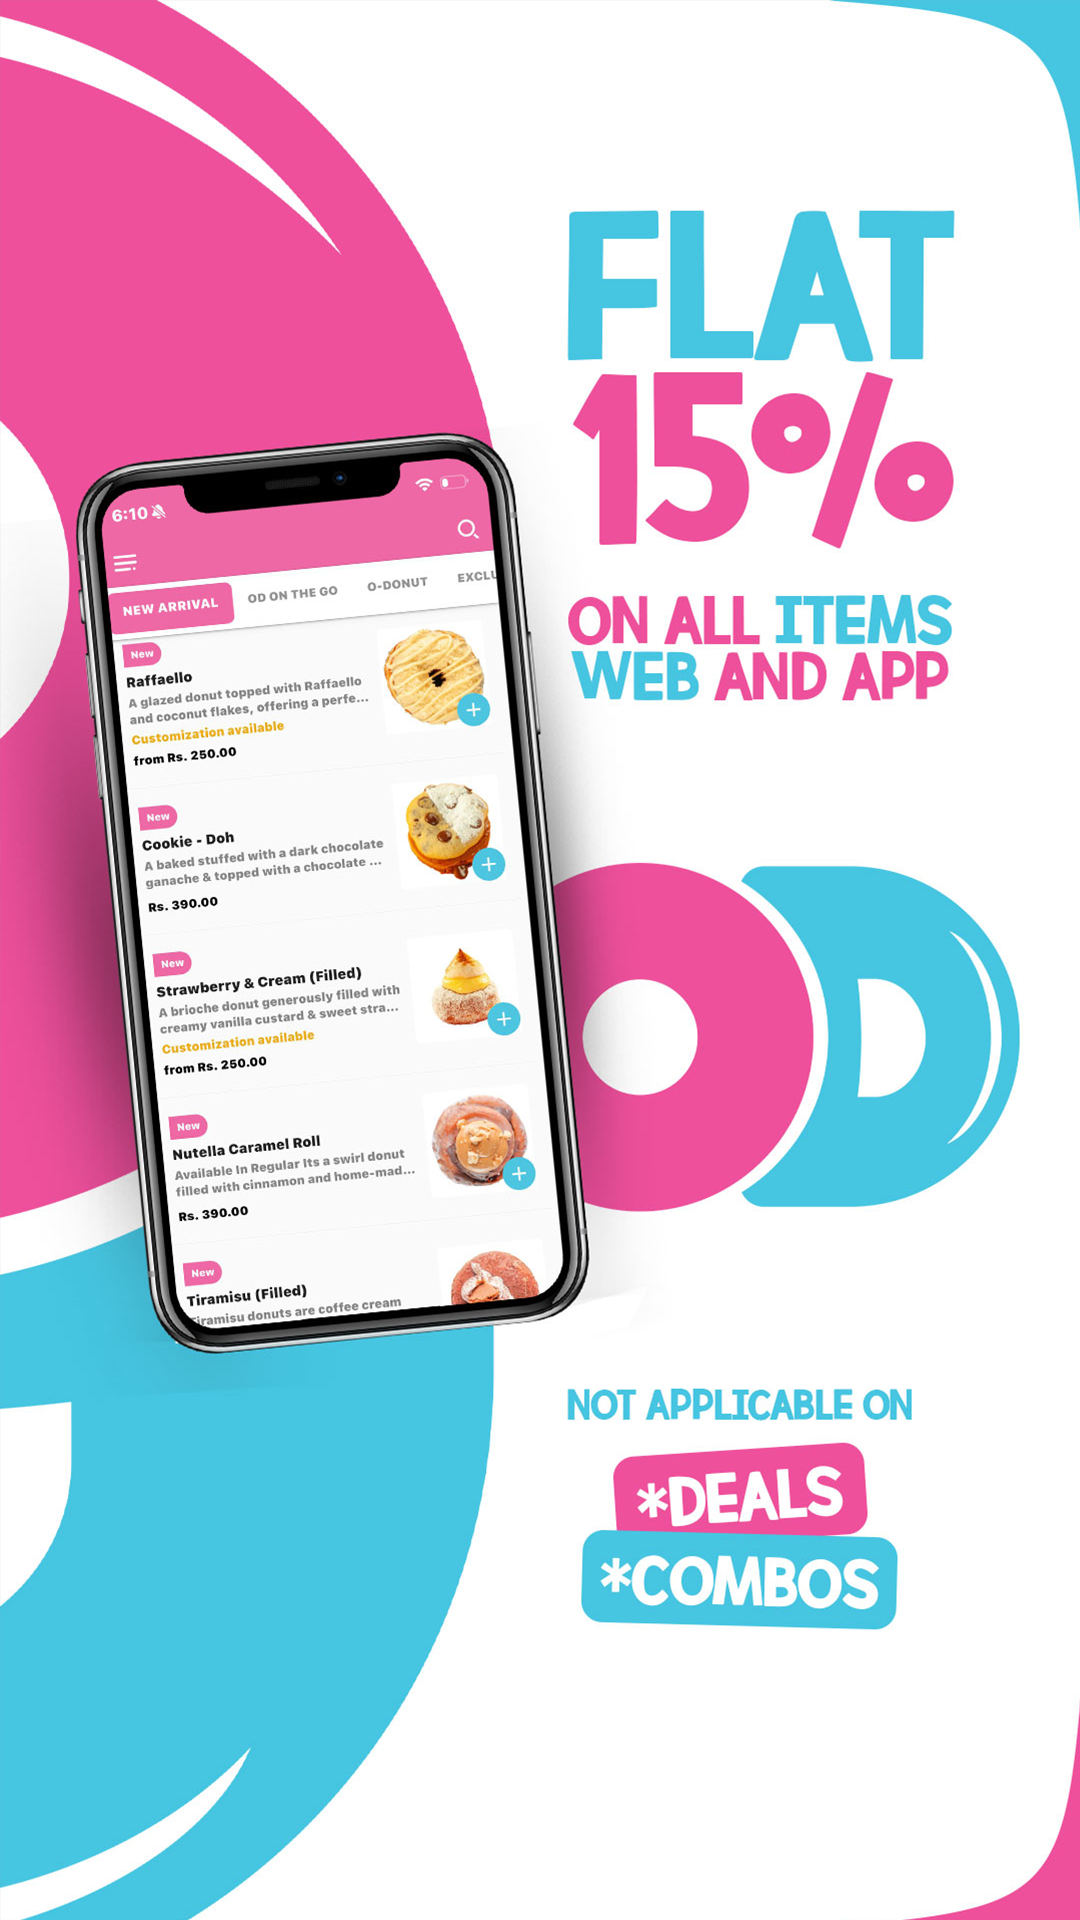 FLAT
15%
ON ALL ITEMS
WEB AND APP
6:10
NEW ARRIVAL
OD ON THE GO
O-DONUT
EXCLU
New
Raffaello
A glazed donut topped with Raffaello
and coconut flakes, offering a perfe...
Customization available
from Rs. 250.00
New
Cookie - Doh
A baked stuffed with a dark chocolate
ganache & topped with a chocolate ...
Rs. 390.00
New
Strawberry & Cream (Filled)
A brioche donut generously filled with
creamy vanilla custard & sweet stra...
Customization available
from Rs. 250.00
New
Nutella Caramel Roll
Available In Regular Its a swirl donut
filled with cinnamon and home-mad...
Rs. 390.00
New
Tiramisu (Filled)
Tiramisu donuts are coffee cream
OD
NOT APPLICABLE ON
*DEALS
*COMBOS